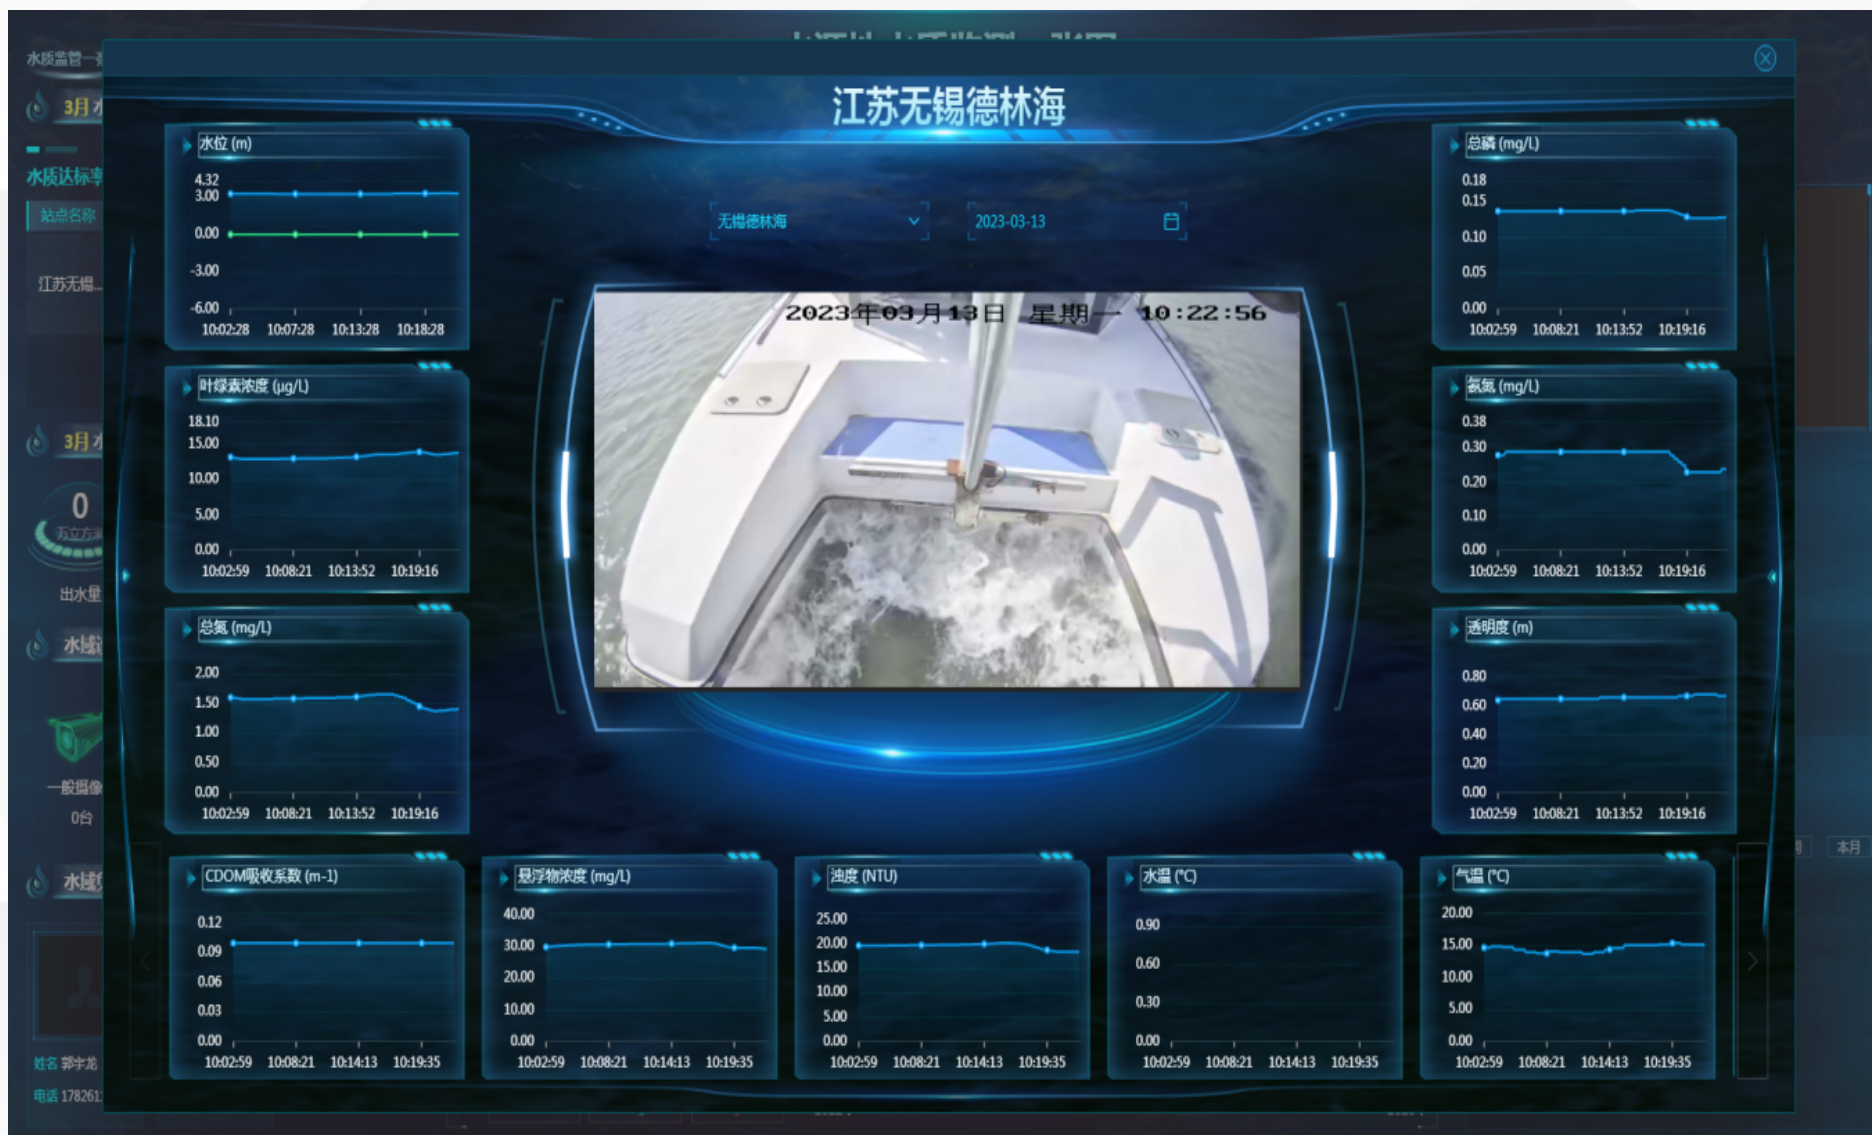 水质监管一
3月
水质达标率
站点名称
江苏无锡...
3月
0
万立方米
出水量
水域
一般摄像
0台
水域
姓名 郭宇龙
电话 178261
江苏无锡德林海
无锡德林海
2023-03-13
2023年03月13日 星期一 10:22:56
水位 (m)
4.32
3.00
0.00
-3.00
-6.00
10:02:28 10:07:28 10:13:28 10:18:28
叶绿素浓度 (μg/L)
18.10
15.00
10.00
5.00
0.00
10:02:59 10:08:21 10:13:52 10:19:16
总氮 (mg/L)
2.00
1.50
1.00
0.50
0.00
10:02:59 10:08:21 10:13:52 10:19:16
总磷 (mg/L)
0.18
0.15
0.10
0.05
0.00
10:02:59 10:08:21 10:13:52 10:19:16
氨氮 (mg/L)
0.38
0.30
0.20
0.10
0.00
10:02:59 10:08:21 10:13:52 10:19:16
透明度 (m)
0.80
0.60
0.40
0.20
0.00
10:02:59 10:08:21 10:13:52 10:19:16
CDOM吸收系数 (m-1)
0.12
0.09
0.06
0.03
0.00
10:02:59 10:08:21 10:14:13 10:19:35
悬浮物浓度 (mg/L)
40.00
30.00
20.00
10.00
0.00
10:02:59 10:08:21 10:14:13 10:19:35
浊度 (NTU)
25.00
20.00
15.00
10.00
5.00
0.00
10:02:59 10:08:21 10:14:13 10:19:35
水温 (℃)
0.90
0.60
0.30
0.00
10:02:59 10:08:21 10:14:13 10:19:35
气温 (℃)
20.00
15.00
10.00
5.00
0.00
10:02:59 10:08:21 10:14:13 10:19:35
本月